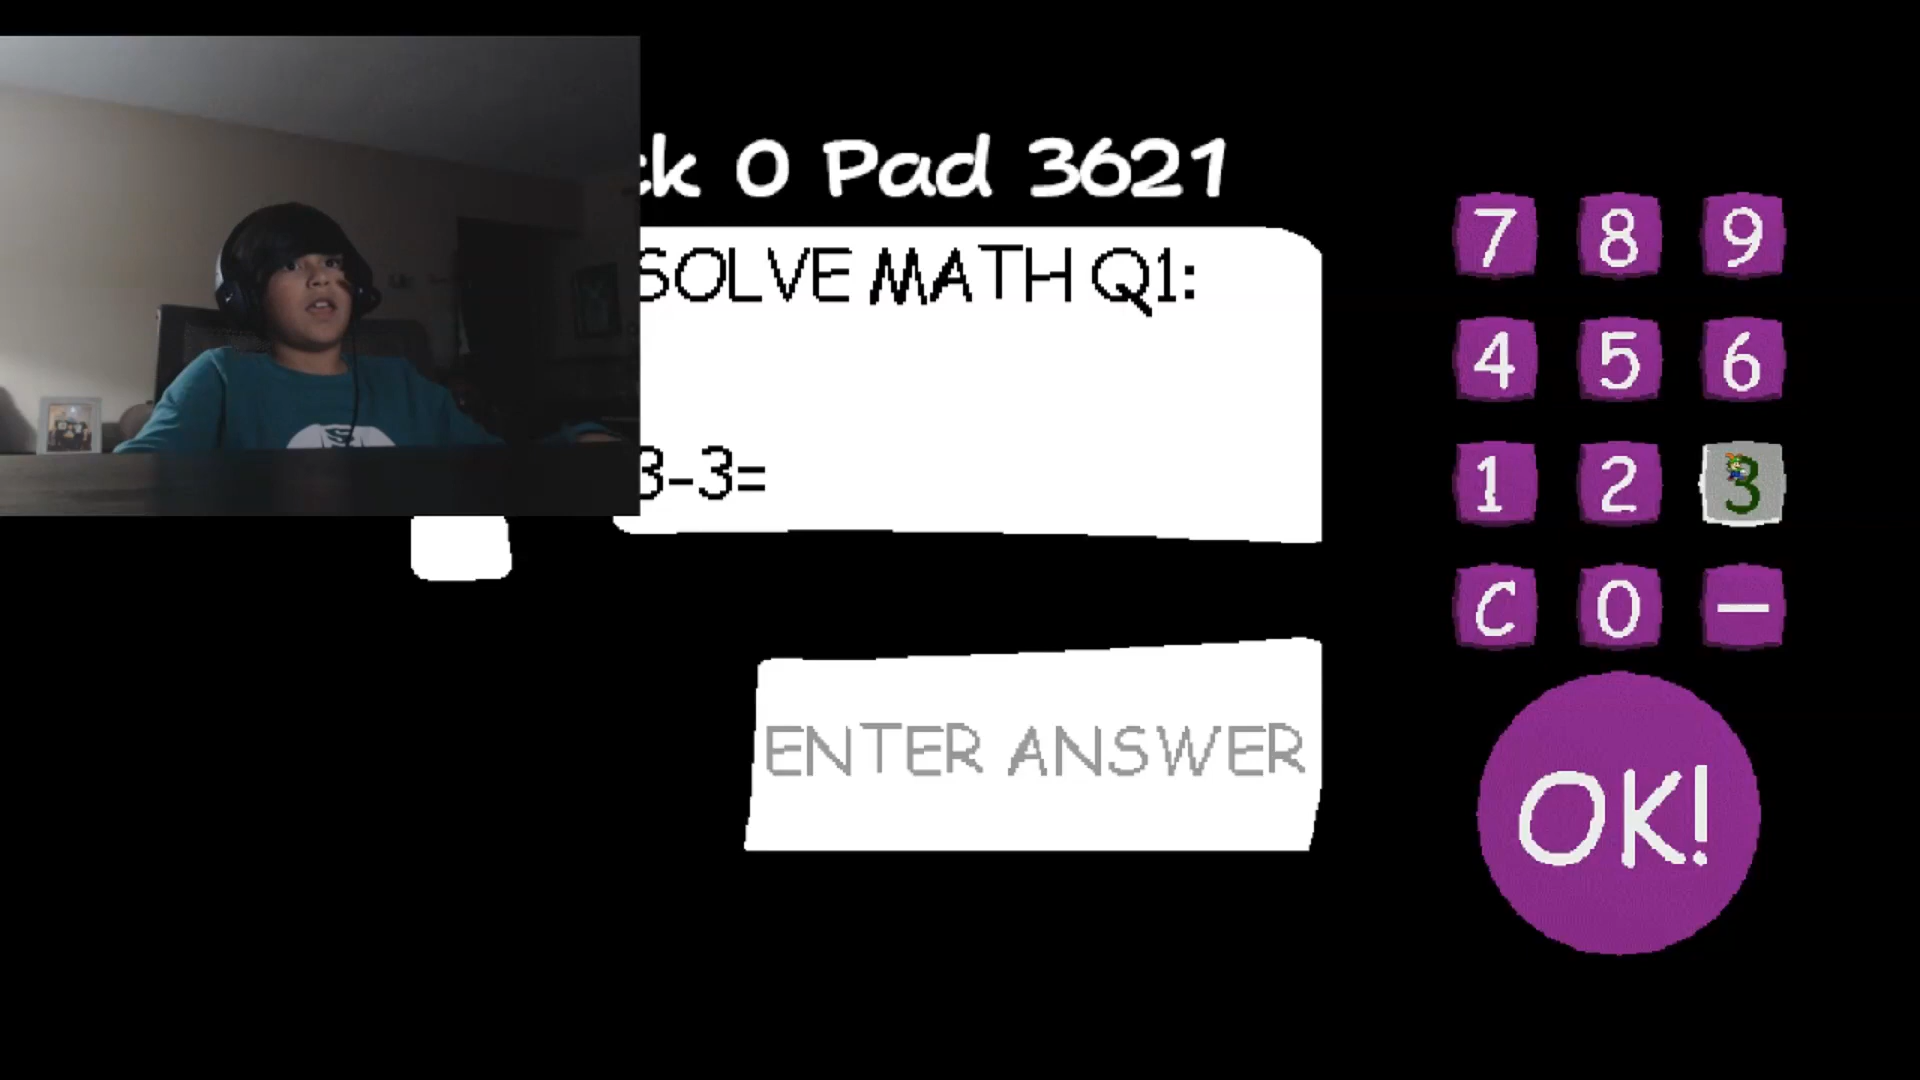 0 Pad 3621
SOLVE MATH Q1:
3-3=
ENTER ANSWER
7 8 9
4 5 6
1 2 3
C 0 —
OK!